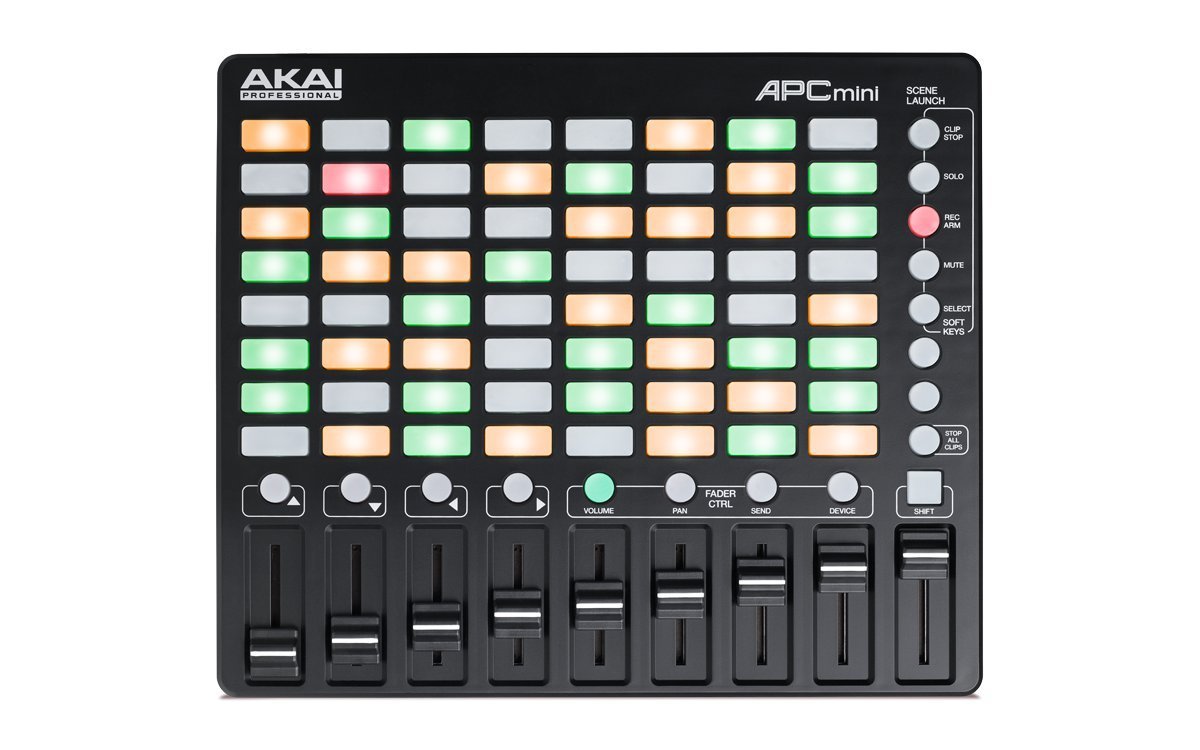 AKAI
PROFESSIONAL
APCmini
SCENE
LAUNCH
CLIP
STOP
SOLO
REC
ARM
MUTE
SELECT
SOFT
KEYS
STOP
ALL
CLIPS
VOLUME
PAN
FADER
CTRL
SEND
DEVICE
SHIFT